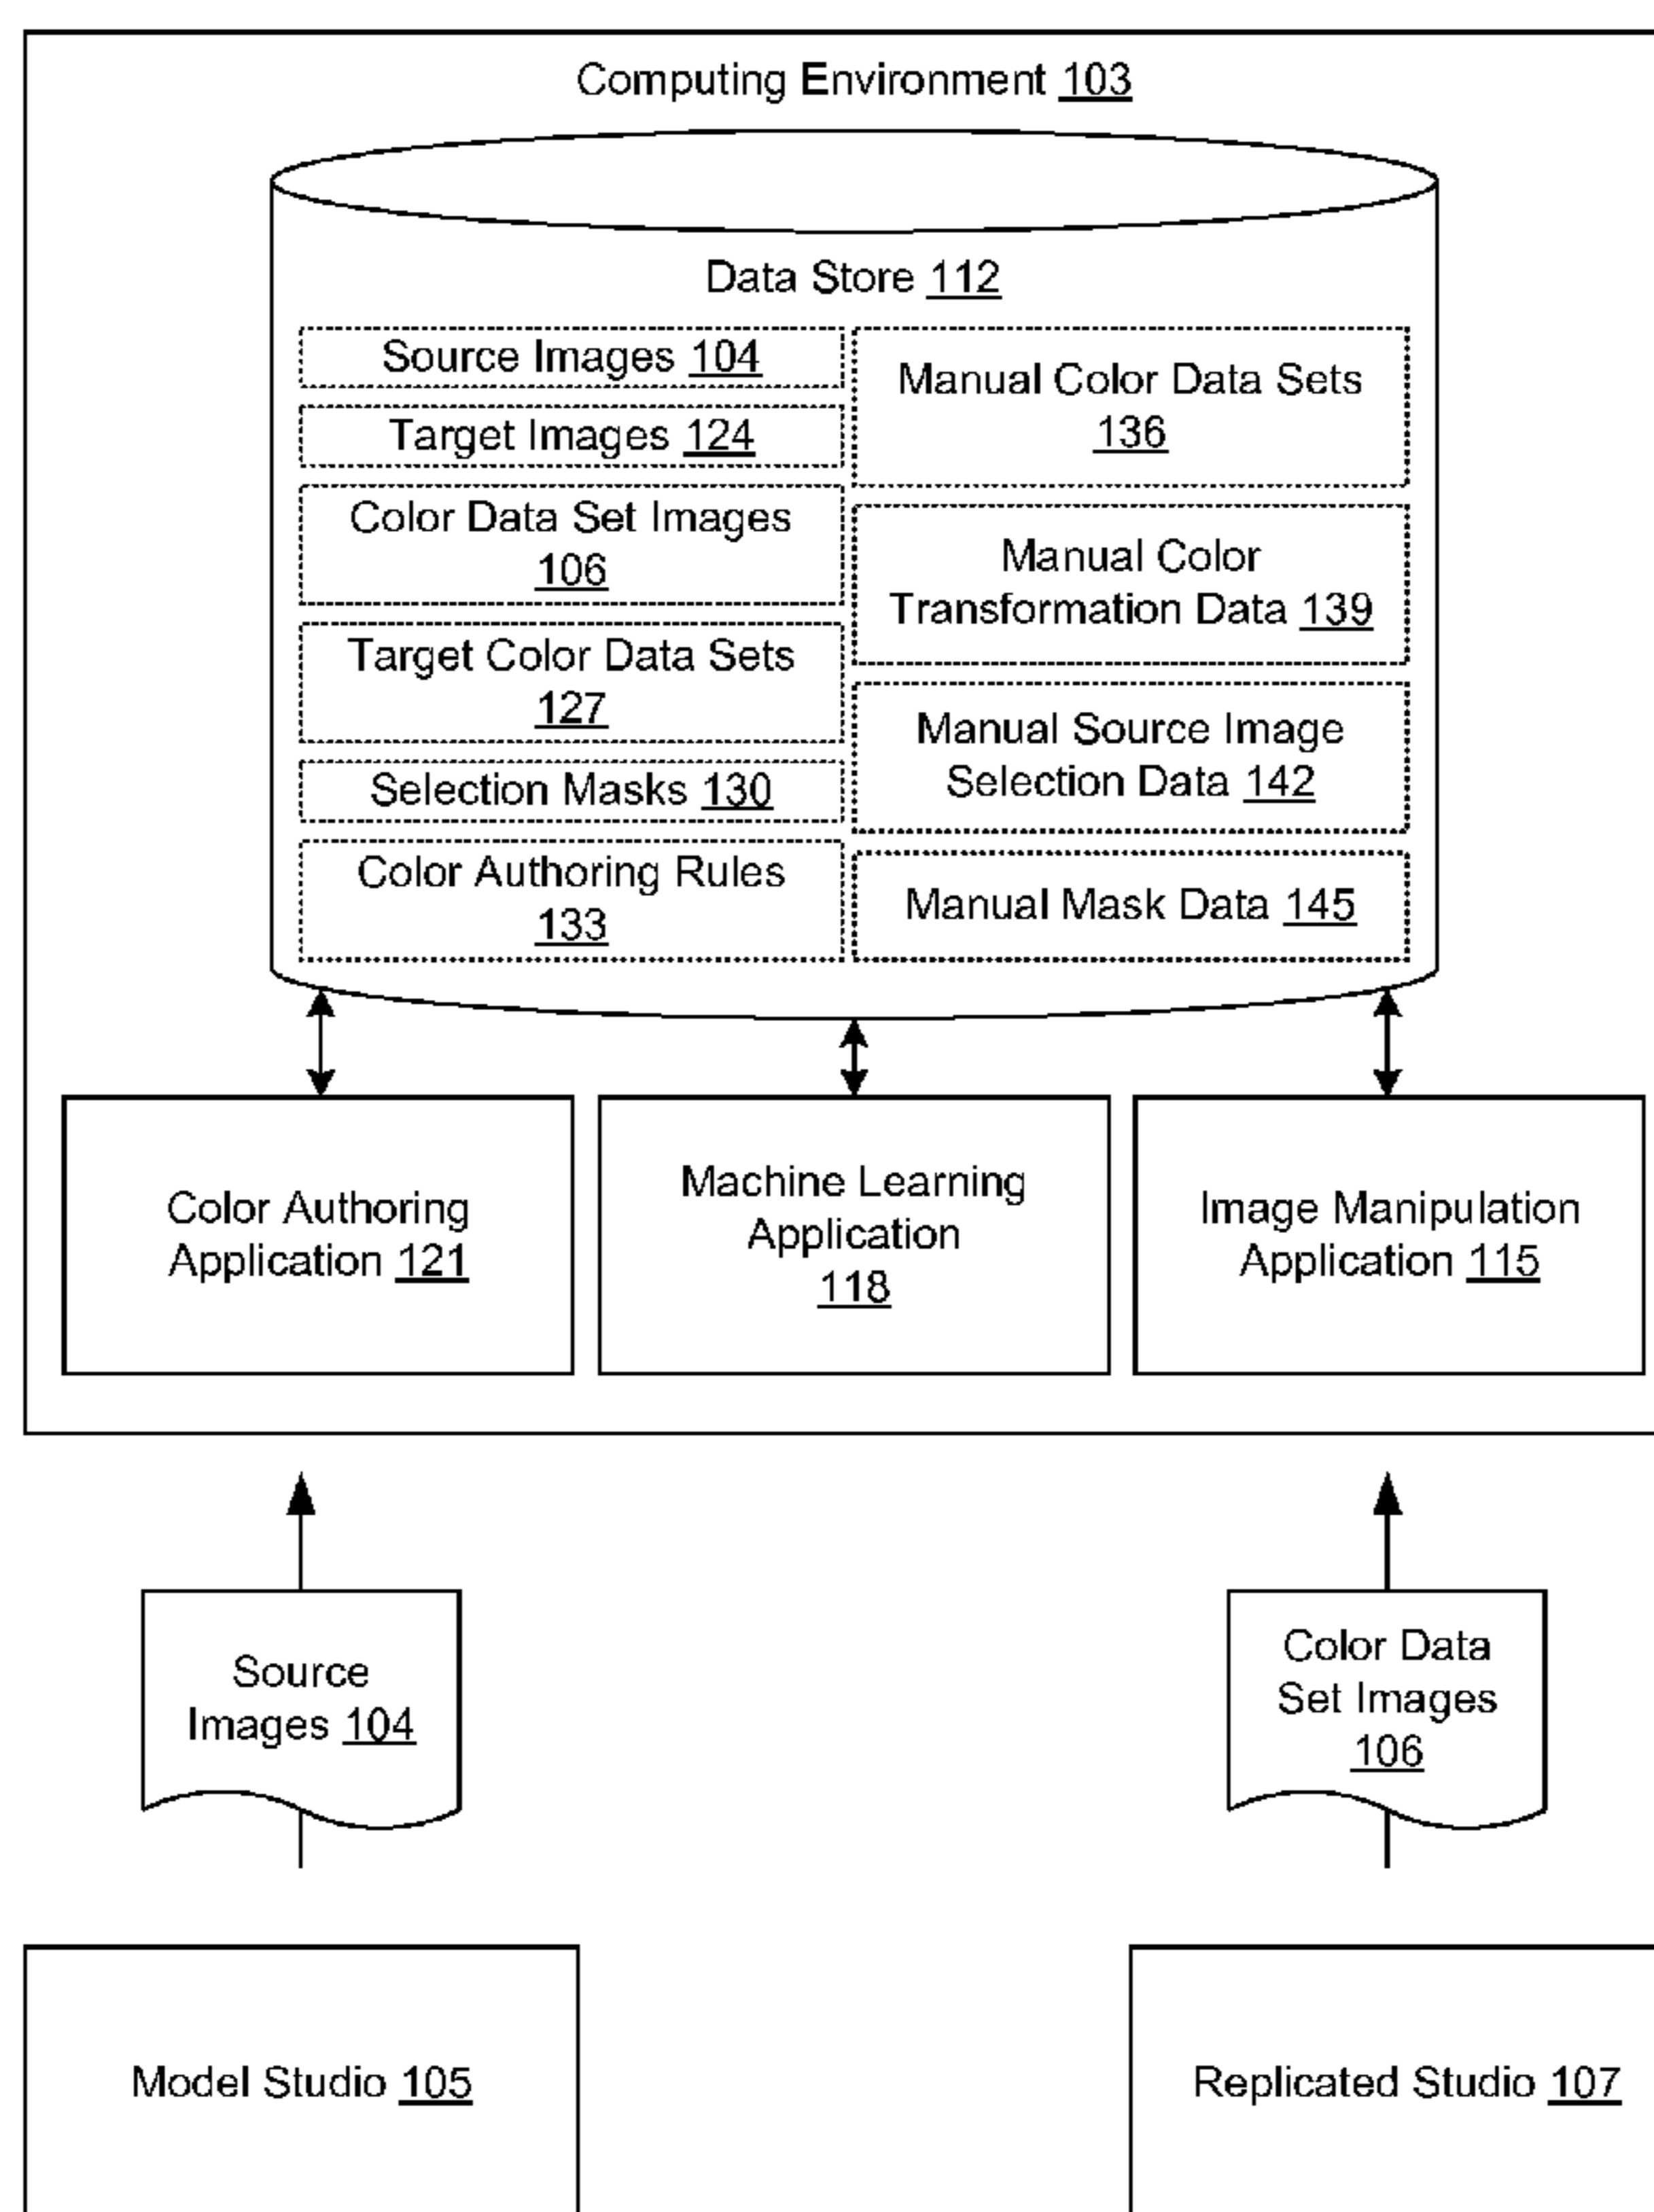 Computing Environment 103
Data Store 112
Source Images 104
Target Images 124
Color Data Set Images
106
Target Color Data Sets
127
Selection Masks 130
Color Authoring Rules
133
Manual Color Data Sets
136
Manual Color
Transformation Data 139
Manual Source Image
Selection Data 142
Manual Mask Data 145
Color Authoring
Application 121
Machine Learning
Application
118
Image Manipulation
Application 115
Source
Images 104
Color Data
Set Images
106
Model Studio 105
Replicated Studio 107